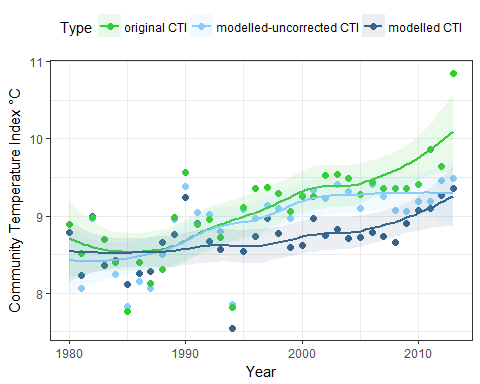 Type original CTI modelled-uncorrected CTI modelled CTI
11
10
9
8
Community Temperature Index °C
1980 1990 2000 2010
Year